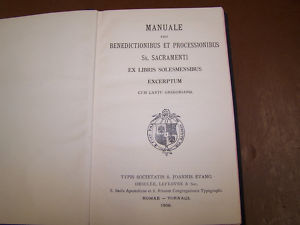 MANUALE
PRO
BENEDICTIONIBUS ET PROCESSIONIBUS
SS. SACRAMENTI
EX LIBRIS SOLESMENSIBUS
EXCERPTUM
CUM CANTU GREGORIANO.
TYPIS SOCIETATIS S. JOANNIS EVANG.
DESCLÉE, LEFEBVRE & Soc.
S. Sedis Apostolicae et S. Rituum Congregationis Typographi
ROMAE — TORNACI.